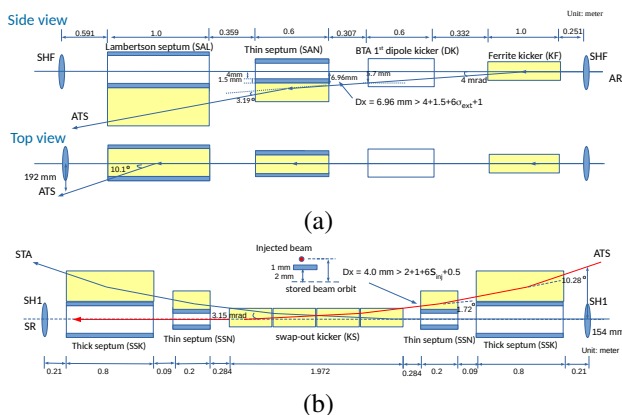 Side view
Unit: meter
0.591 1.0 0.359 0.6 0.307 0.6 0.332 1.0 0.251
Lambertson septum (SAL) Thin septum (SAN) BTA 1st dipole kicker (DK) Ferrite kicker (KF)
SHF SHF
4mm
1.5 mm
6.96mm
4 mrad
AR
3.19°
Dx = 6.96 mm > 4+1.5+6σext+1
ATS
Top view
192 mm
10.1°
ATS
(a)
STA
Injected beam
ATS
1 mm
2 mm
stored beam orbit
Dx = 4.0 mm > 2+1+6Sinj+0.5
10.28°
SH1 SH1
3.15 mrad
1.72°
SR
154 mm
Thick septum (SSK) Thin septum (SSN) swap-out kicker (KS) Thin septum (SSN) Thick septum (SSK)
Unit: meter
0.21 0.8 0.09 0.2 0.284 1.972 0.284 0.2 0.09 0.8 0.21
(b)